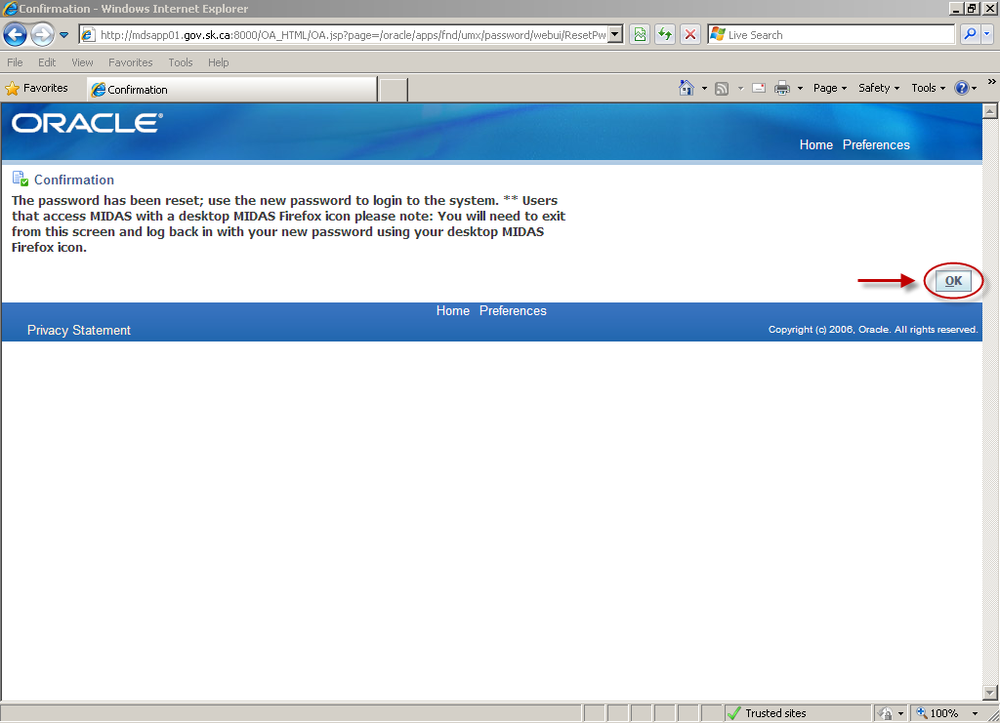 Confirmation - Windows Internet Explorer
http://mdsapp01.gov.sk.ca:8000/OA_HTML/OA.jsp?page=/oracle/apps/fnd/umx/password/webui/ResetPw
Live Search
File Edit View Favorites Tools Help
Favorites Confirmation Page Safety Tools »
ORACLE®
Home Preferences
Confirmation
The password has been reset; use the new password to login to the system. ** Users
that access MIDAS with a desktop MIDAS Firefox icon please note: You will need to exit
from this screen and log back in with your new password using your desktop MIDAS
Firefox icon.
OK
Home Preferences
Privacy Statement
Copyright (c) 2006, Oracle. All rights reserved.
Trusted sites 100%